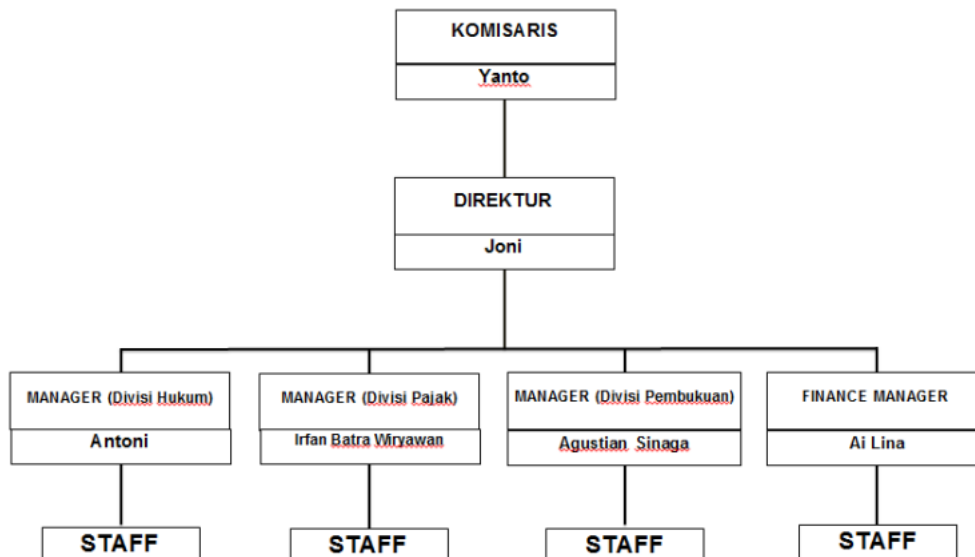 KOMISARIS
Yanto
DIREKTUR
Joni
MANAGER (Divisi Hukum)
Antoni
MANAGER (Divisi Pajak)
Irfan Batra Wiryawan
MANAGER (Divisi Pembukuan)
Agustian Sinaga
FINANCE MANAGER
Ai Lina
STAFF
STAFF
STAFF
STAFF